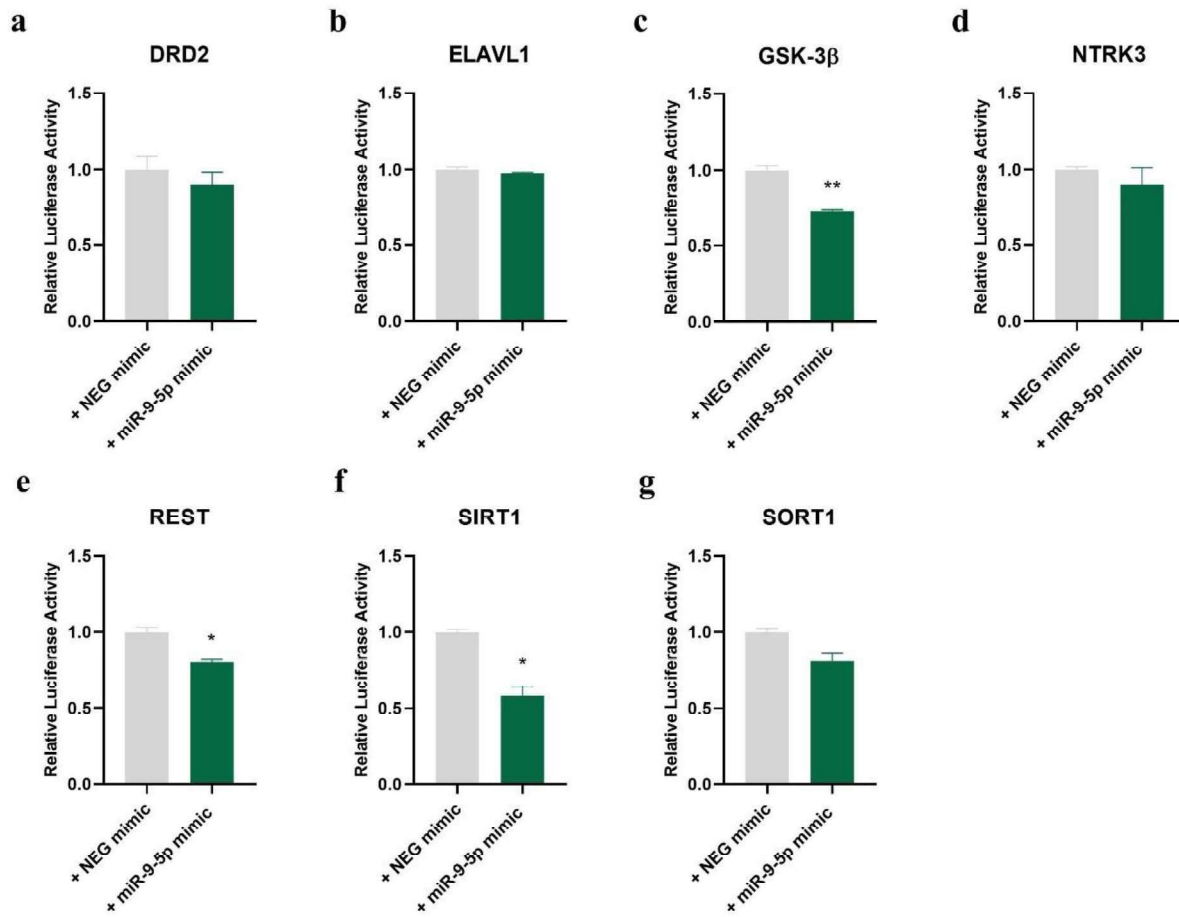 a
DRD2
Relative Luciferase Activity
1.5
1.0
0.5
0.0
+ NEG mimic
+ miR-9-5p mimic
b
ELAVL1
Relative Luciferase Activity
1.5
1.0
0.5
0.0
+ NEG mimic
+ miR-9-5p mimic
c
GSK-3β
Relative Luciferase Activity
1.5
1.0
0.5
0.0
**
+ NEG mimic
+ miR-9-5p mimic
d
NTRK3
Relative Luciferase Activity
1.5
1.0
0.5
0.0
+ NEG mimic
+ miR-9-5p mimic
e
REST
Relative Luciferase Activity
1.5
1.0
0.5
0.0
*
+ NEG mimic
+ miR-9-5p mimic
f
SIRT1
Relative Luciferase Activity
1.5
1.0
0.5
0.0
*
+ NEG mimic
+ miR-9-5p mimic
g
SORT1
Relative Luciferase Activity
1.5
1.0
0.5
0.0
+ NEG mimic
+ miR-9-5p mimic